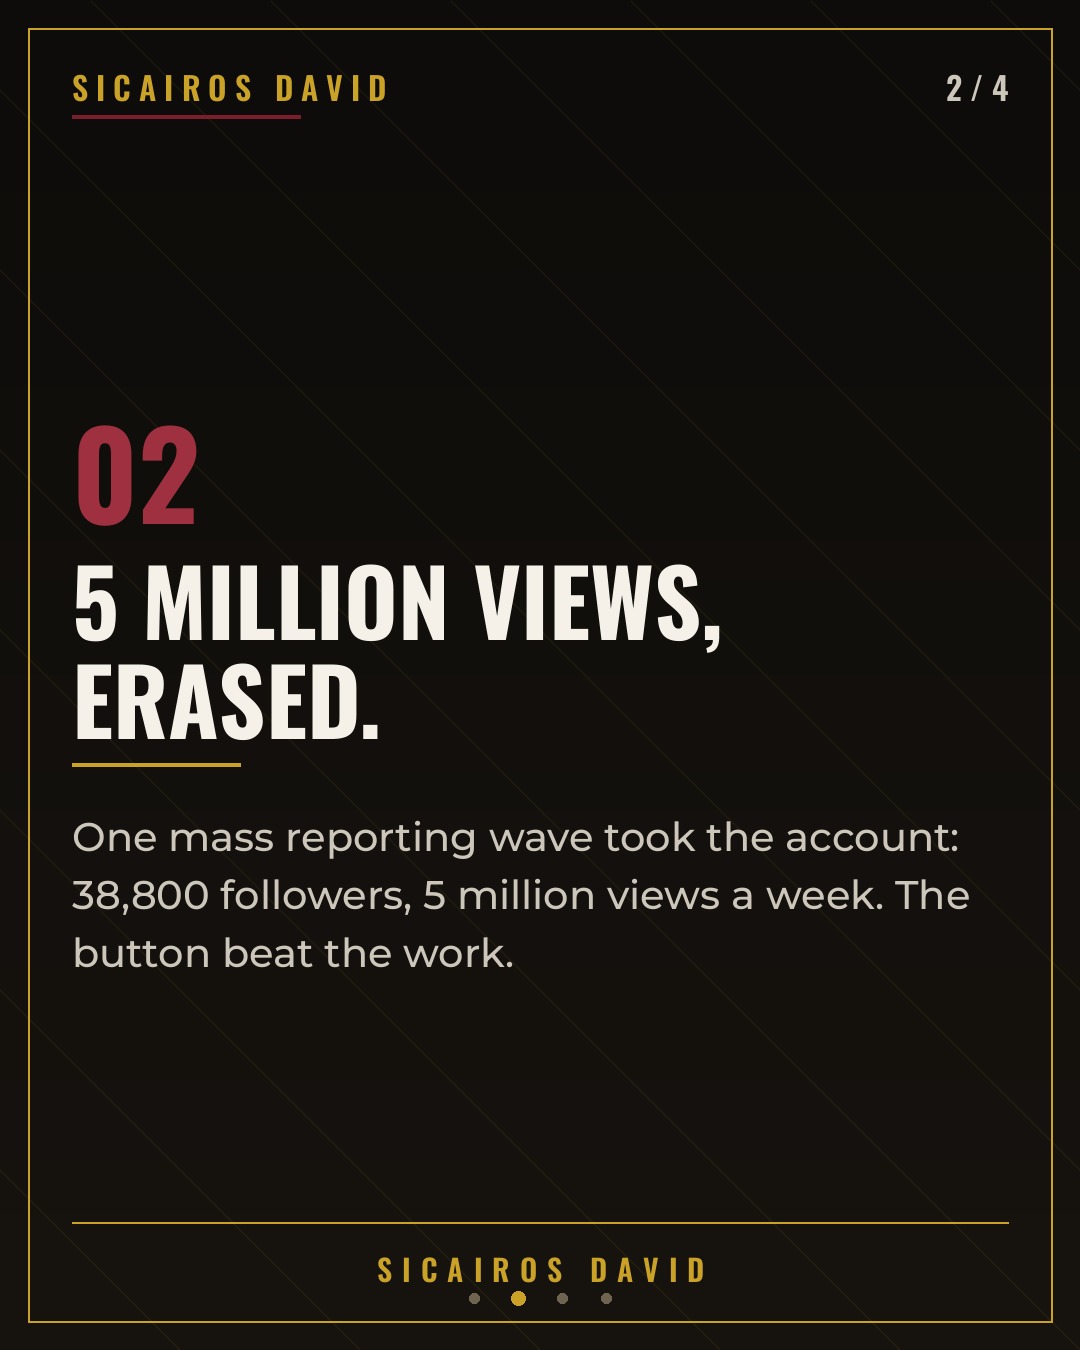 SICAIROS DAVID
2 / 4
02
5 MILLION VIEWS,
ERASED.
One mass reporting wave took the account:
38,800 followers, 5 million views a week. The
button beat the work.
SICAIROS DAVID